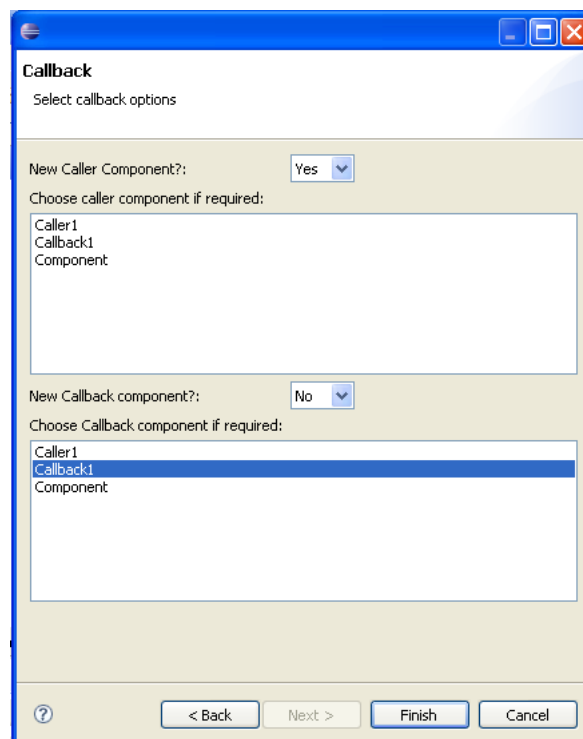 Callback
Select callback options
New Caller Component?: Yes
Choose caller component if required:
Caller1
Callback1
Component
New Callback component?: No
Choose Callback component if required:
Caller1
Callback1
Component
? < Back Next > Finish Cancel